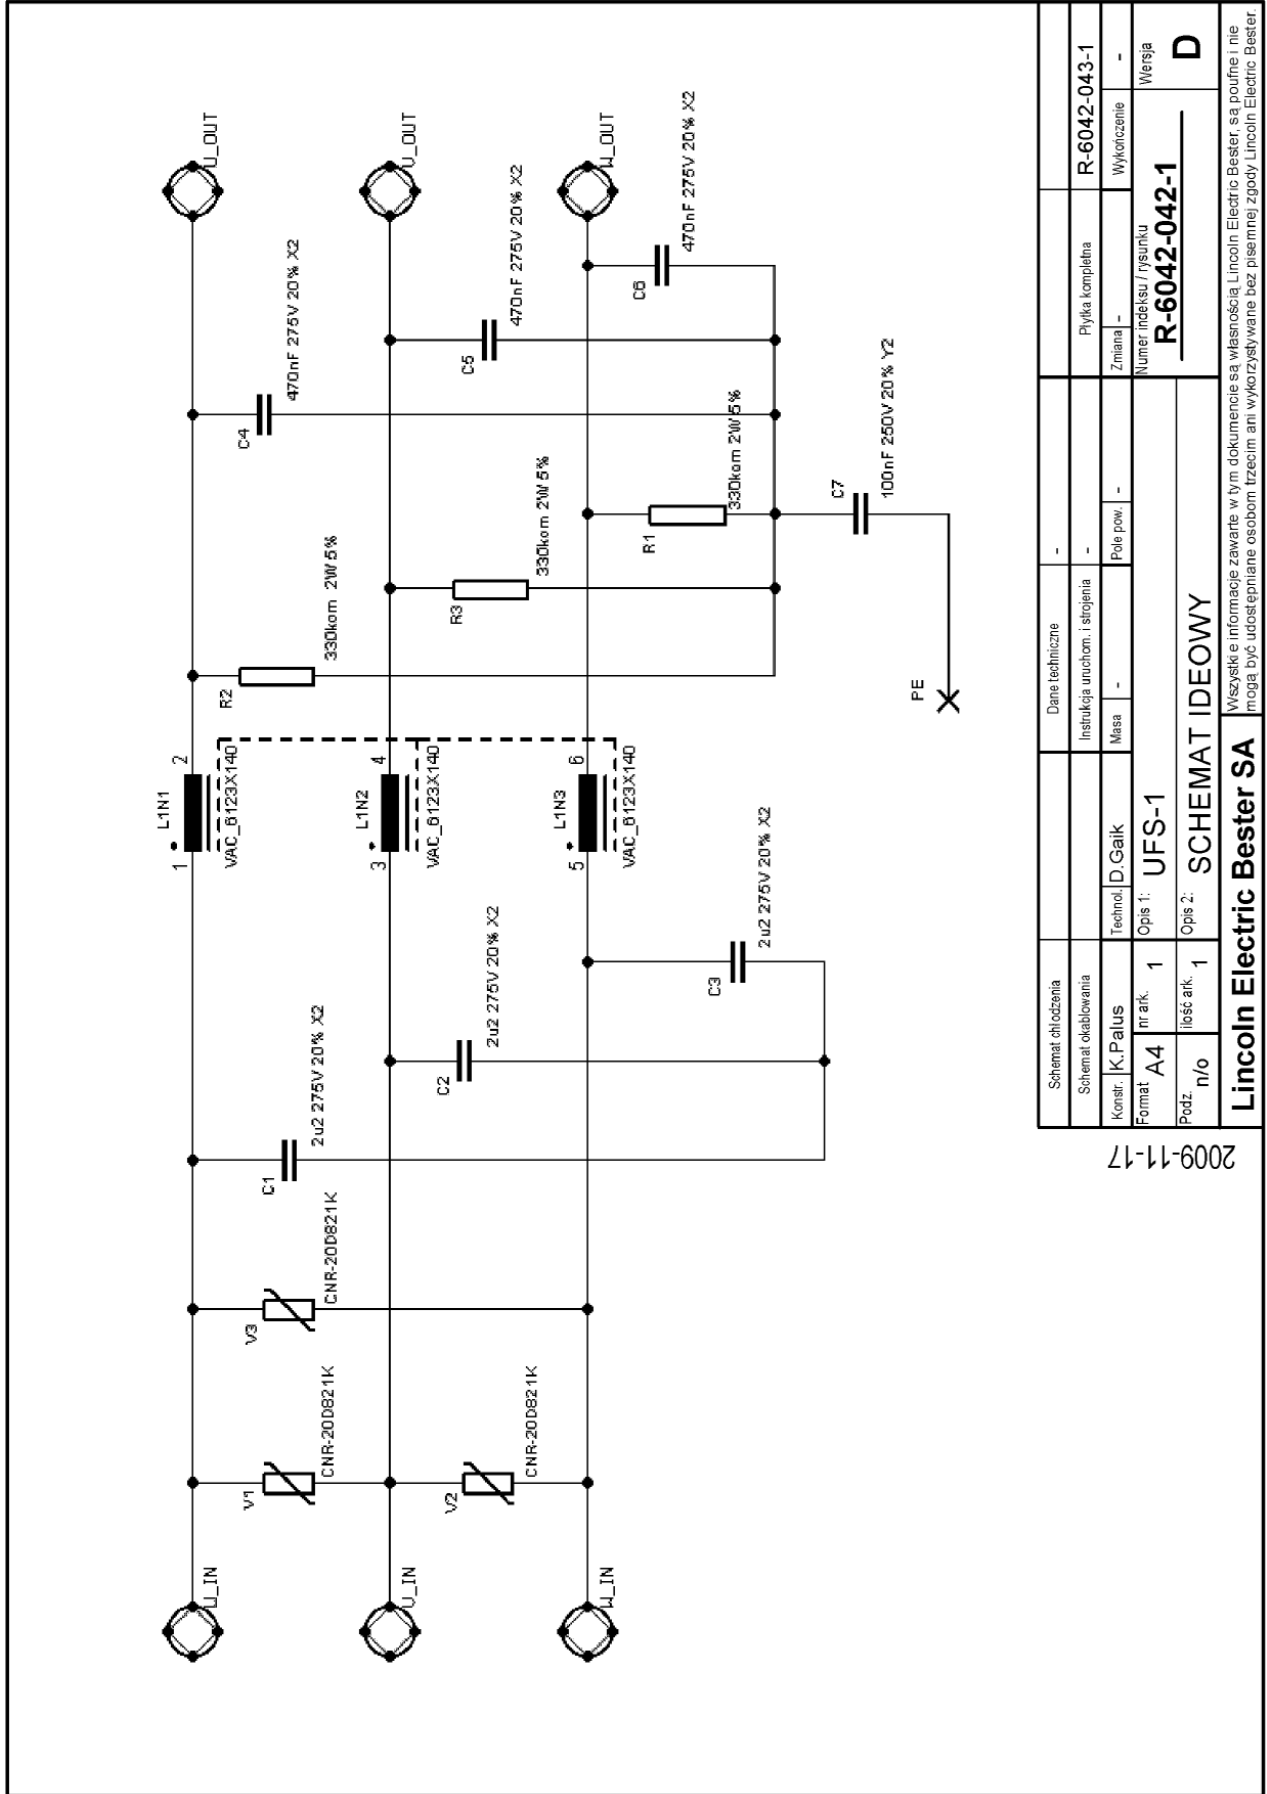 U_OUT
V_OUT
W_OUT
470nF 275V 20% X2
C4
470nF 275V 20% X2
C5
470nF 275V 20% X2
C6
330kom 2W 5%
R2
330kom 2W 5%
R3
330kom 2W 5%
R1
C7
100nF 250V 20% Y2
PE
L1N1
1
2
VAC_6123X140
L1N2
3
4
VAC_6123X140
L1N3
5
6
VAC_6123X140
2u2 275V 20% X2
C1
2u2 275V 20% X2
C2
2u2 275V 20% X2
C3
V3
CNR-20D821K
V1
CNR-20D821K
V2
CNR-20D821K
U_IN
V_IN
W_IN
Schemat chłodzenia
Dane techniczne -
Schemat okablowania
Instrukcja uruchom. i strojenia -
Płytka kompletna
R-6042-043-1
Konstr. K.Palus
Technol. D.Gaik
Masa -
Pole pow. -
Zmiana -
Wykończenie -
Format A4
nr ark. 1
Opis 1: UFS-1
Numer indeksu / rysunku
R-6042-042-1
Wersja
D
Podz. n/o
ilość ark. 1
Opis 2: SCHEMAT IDEOWY
Lincoln Electric Bester SA
Wszystkie informacje zawarte w tym dokumencie są własnością Lincoln Electric Bester, są poufne i nie
mogą być udostępniane osobom trzecim ani wykorzystywane bez pisemnej zgody Lincoln Electric Bester.
2009-11-17